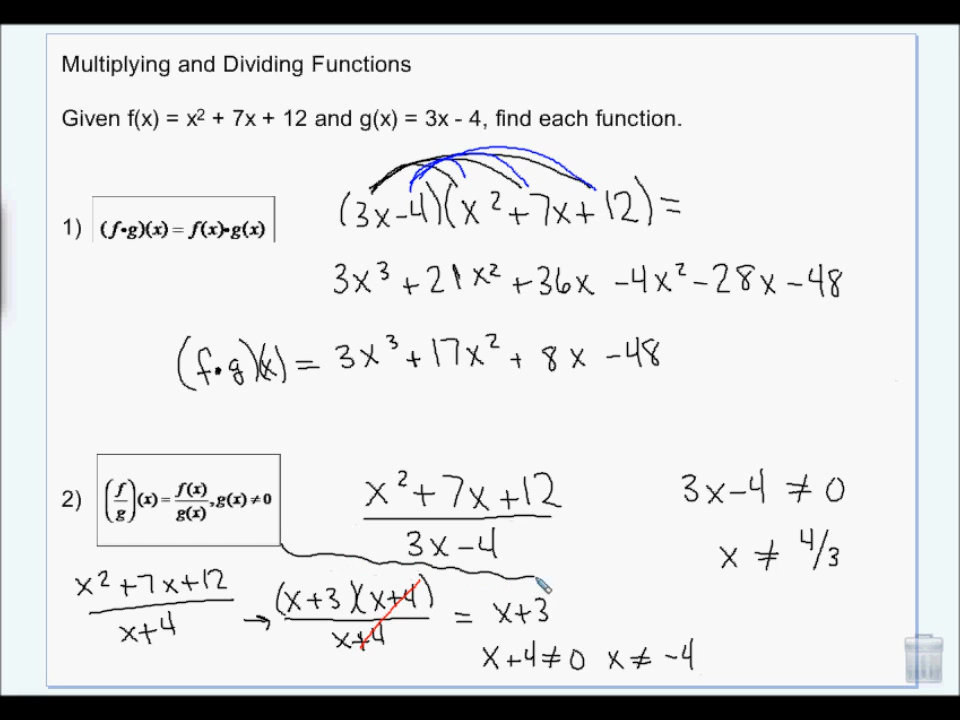 Multiplying and Dividing Functions
Given f(x) = x² + 7x + 12 and g(x) = 3x - 4, find each function.
(3x-4)(x²+7x+12) =
1) (f•g)(x) = f(x)•g(x)
3x³ + 21x² + 36x - 4x² - 28x - 48
(f•g)(x) = 3x³ + 17x² + 8x - 48
2) (f/g)(x) = f(x)/g(x), g(x) ≠ 0
x² + 7x + 12
3x - 4
3x - 4 ≠ 0
x ≠ 4/3
x² + 7x + 12
x + 4
→ (x+3)(x+4)
x+4
= x+3
x+4 ≠ 0 x ≠ -4